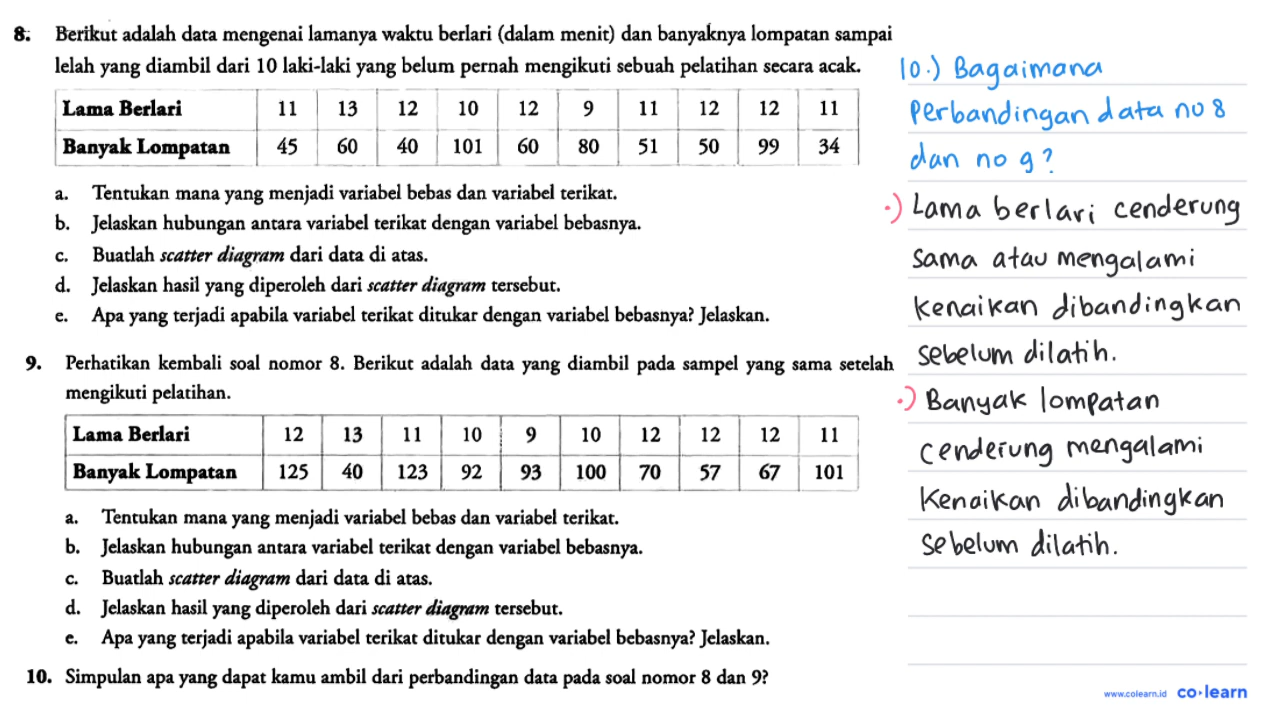 8. Berikut adalah data mengenai lamanya waktu berlari (dalam menit) dan banyaknya lompatan sampai
lelah yang diambil dari 10 laki-laki yang belum pernah mengikuti sebuah pelatihan secara acak.
Lama Berlari 11 13 12 10 12 9 11 12 12 11
Banyak Lompatan 45 60 40 101 60 80 51 50 99 34
a. Tentukan mana yang menjadi variabel bebas dan variabel terikat.
b. Jelaskan hubungan antara variabel terikat dengan variabel bebasnya.
c. Buatlah scatter diagram dari data di atas.
d. Jelaskan hasil yang diperoleh dari scatter diagram tersebut.
e. Apa yang terjadi apabila variabel terikat ditukar dengan variabel bebasnya? Jelaskan.
9. Perhatikan kembali soal nomor 8. Berikut adalah data yang diambil pada sampel yang sama setelah
mengikuti pelatihan.
Lama Berlari 12 13 11 10 9 10 12 12 12 11
Banyak Lompatan 125 40 123 92 93 100 70 57 67 101
a. Tentukan mana yang menjadi variabel bebas dan variabel terikat.
b. Jelaskan hubungan antara variabel terikat dengan variabel bebasnya.
c. Buatlah scatter diagram dari data di atas.
d. Jelaskan hasil yang diperoleh dari scatter diagram tersebut.
e. Apa yang terjadi apabila variabel terikat ditukar dengan variabel bebasnya? Jelaskan.
10. Simpulan apa yang dapat kamu ambil dari perbandingan data pada soal nomor 8 dan 9?
10.) Bagaimana
Perbandingan data no 8
dan no 9?
·) Lama berlari cenderung
sama atau mengalami
kenaikan dibandingkan
sebelum dilatih.
·) Banyak lompatan
cenderung mengalami
kenaikan dibandingkan
sebelum dilatih.
www.colearn.id co·learn